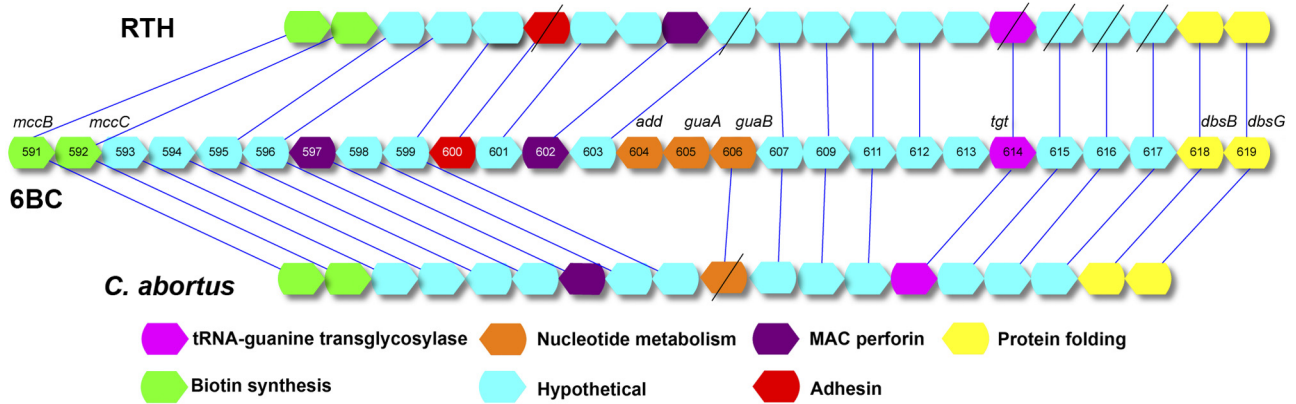 RTH
mccB mccC add guaA guaB tgt dbsB dbsG
591 592 593 594 595 596 597 598 599 600 601 602 603 604 605 606 607 609 611 612 613 614 615 616 617 618 619
6BC
C. abortus
tRNA-guanine transglycosylase Nucleotide metabolism MAC perforin Protein folding
Biotin synthesis Hypothetical Adhesin